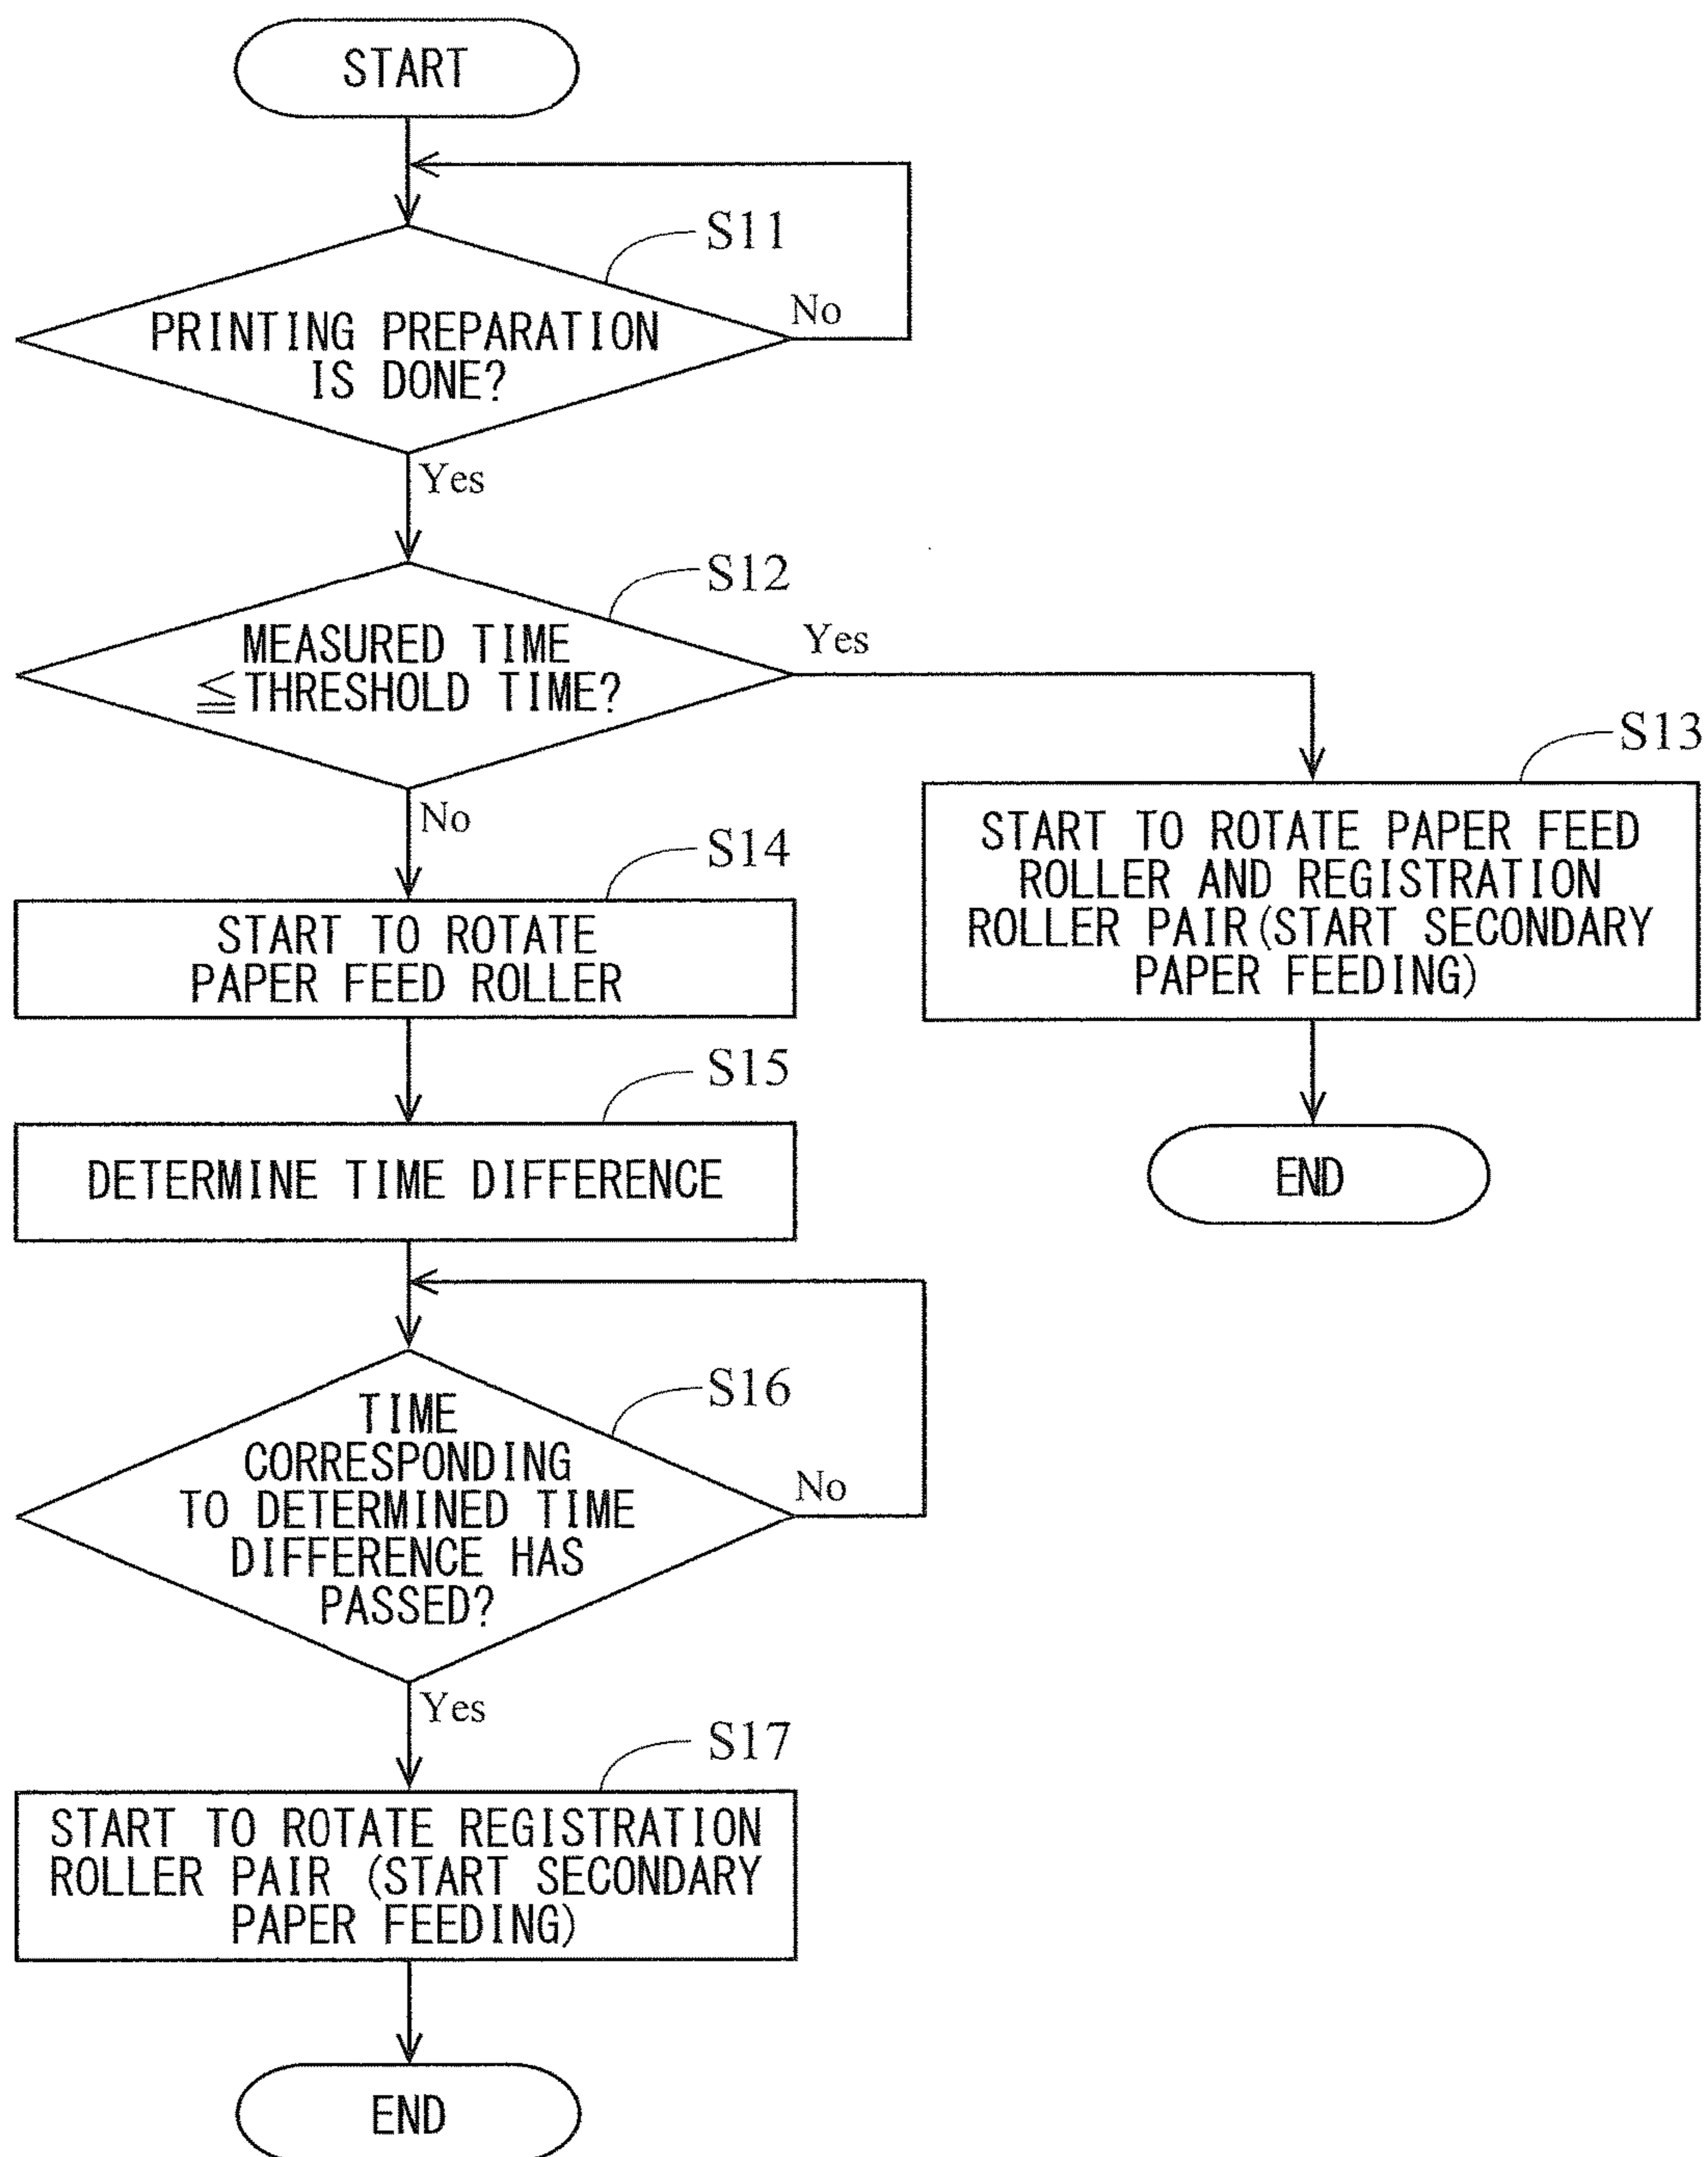 START
S11
No
PRINTING PREPARATION
IS DONE?
Yes
S12
Yes
MEASURED TIME
≦THRESHOLD TIME?
No
S13
START TO ROTATE PAPER FEED
ROLLER AND REGISTRATION
ROLLER PAIR(START SECONDARY
PAPER FEEDING)
END
S14
START TO ROTATE
PAPER FEED ROLLER
S15
DETERMINE TIME DIFFERENCE
S16
TIME
CORRESPONDING
TO DETERMINED TIME
DIFFERENCE HAS
PASSED?
No
Yes
S17
START TO ROTATE REGISTRATION
ROLLER PAIR (START SECONDARY
PAPER FEEDING)
END